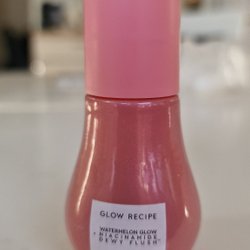 GLOW RECIPE
WATERMELON GLOW
+ NIACINAMIDE
DEWY FLUSH